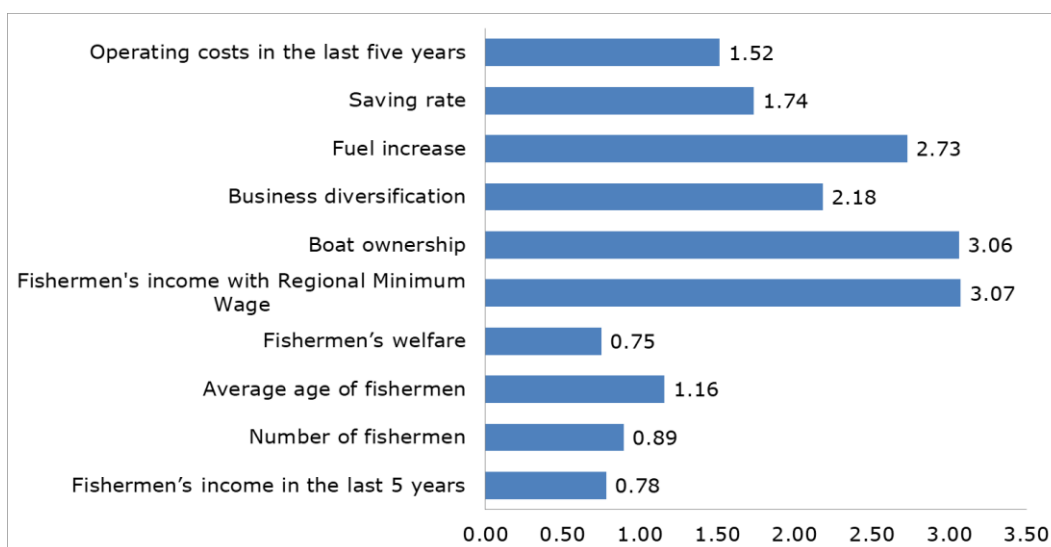 Operating costs in the last five years 1.52
Saving rate 1.74
Fuel increase 2.73
Business diversification 2.18
Boat ownership 3.06
Fishermen's income with Regional Minimum
Wage 3.07
Fishermen’s welfare 0.75
Average age of fishermen 1.16
Number of fishermen 0.89
Fishermen’s income in the last 5 years 0.78
0.00 0.50 1.00 1.50 2.00 2.50 3.00 3.50